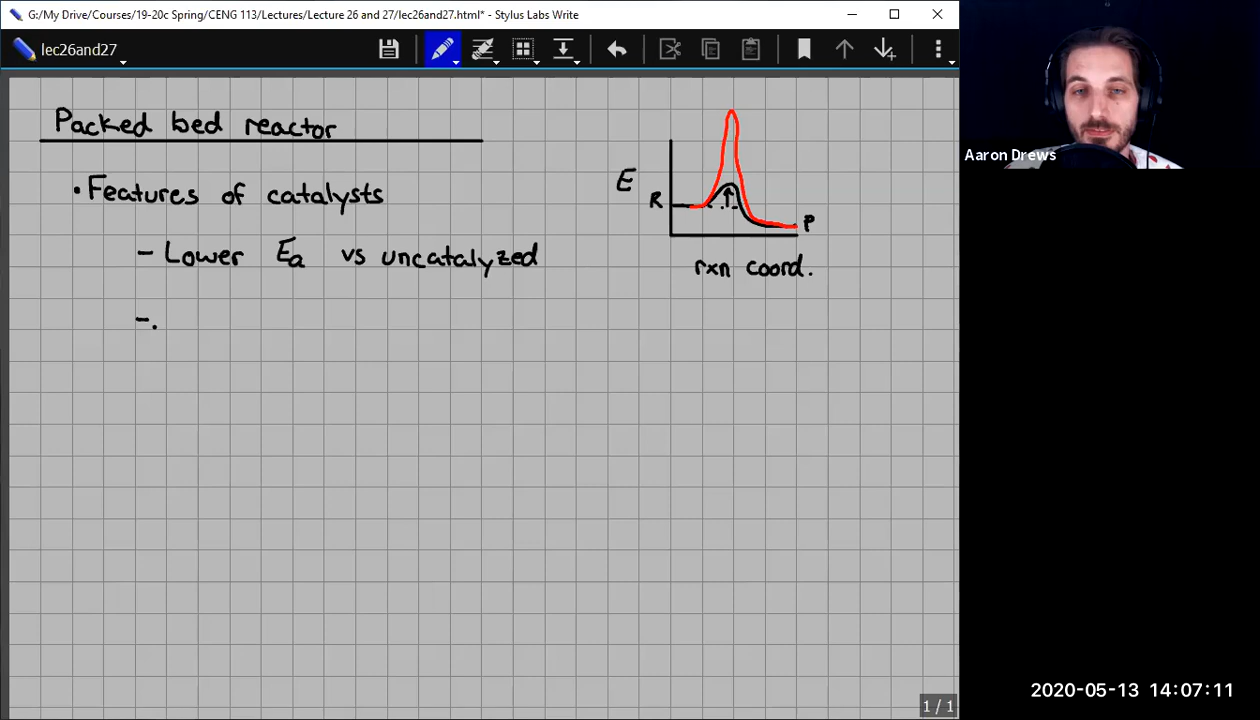 G:/My Drive/Courses/19-20c Spring/CENG 113/Lectures/Lecture 26 and 27/lec26and27.html* - Stylus Labs Write
lec26and27
Packed bed reactor
• Features of catalysts
- Lower Ea vs uncatalyzed
-
E
R
P
rxn coord.
Aaron Drews
2020-05-13 14:07:11
1 / 1